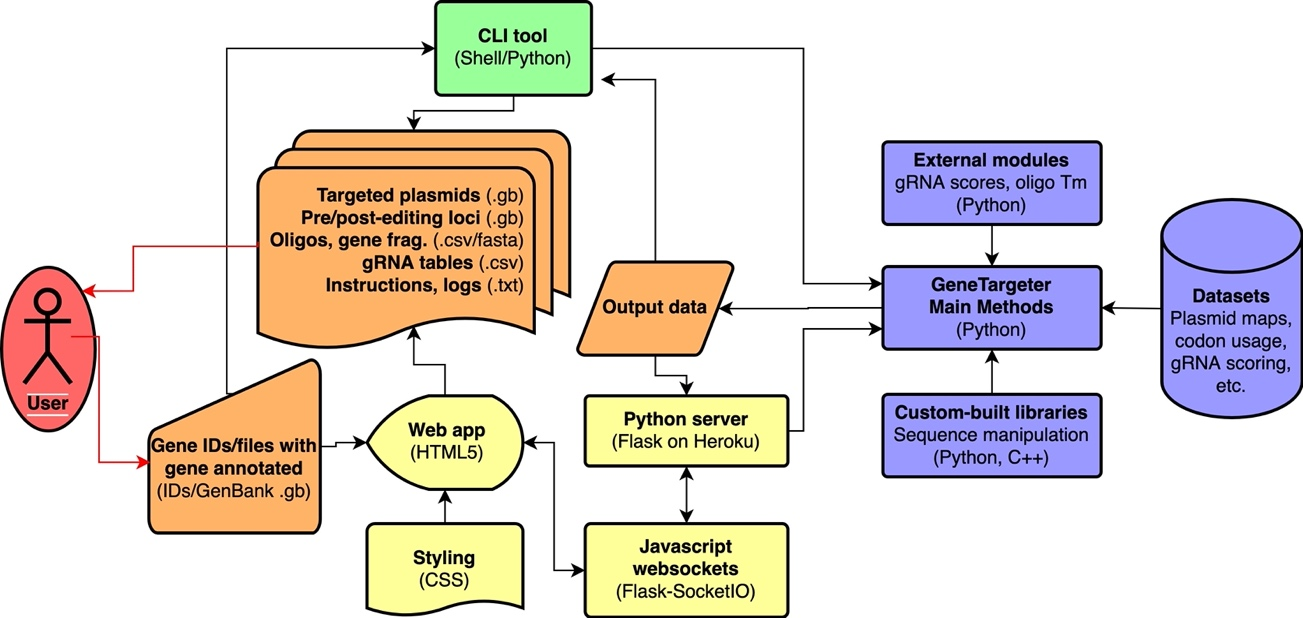 CLI tool
(Shell/Python)
Targeted plasmids (.gb)
Pre/post-editing loci (.gb)
Oligos, gene frag. (.csv/fasta)
gRNA tables (.csv)
Instructions, logs (.txt)
External modules
gRNA scores, oligo Tm
(Python)
GeneTargeter
Main Methods
(Python)
Datasets
Plasmid maps,
codon usage,
gRNA scoring,
etc.
Output data
User
Gene IDs/files with
gene annotated
(IDs/GenBank .gb)
Web app
(HTML5)
Python server
(Flask on Heroku)
Custom-built libraries
Sequence manipulation
(Python, C++)
Styling
(CSS)
Javascript
websockets
(Flask-SocketIO)